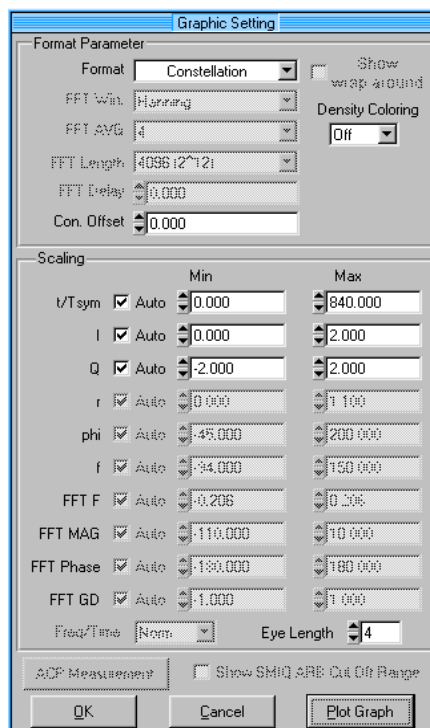 Graphic Setting
Format Parameter
Format Constellation Show wrap around
FFT Win. Hanning
Density Coloring
FFT AVG 4 Off
FFT Length 4096 (2^12)
FFT Delay 0.000
Con. Offset 0.000
Scaling
Min Max
t/Tsym Auto 0.000 840.000
I Auto 0.000 2.000
Q Auto -2.000 2.000
r Auto 0.000 1.100
phi Auto -45.000 200.000
f Auto -94.000 150.000
FFT F Auto -0.206 0.206
FFT MAG Auto -110.000 10.000
FFT Phase Auto -180.000 180.000
FFT GD Auto -1.000 1.000
Freq/Time Norm Eye Length 4
ACP Measurement Show SMIQ ARB Cut Off Range
OK Cancel Plot Graph